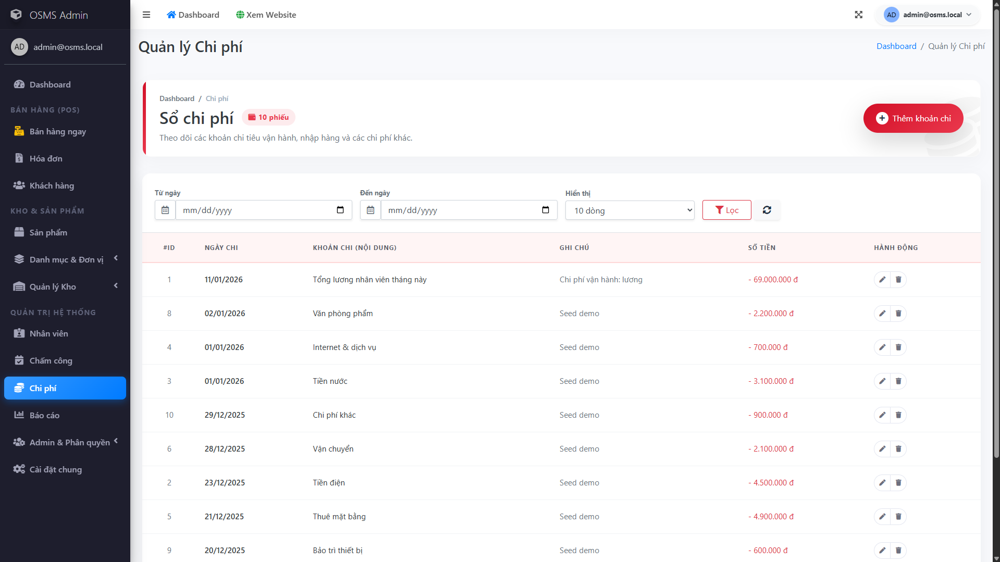 OSMS Admin
AD admin@osms.local
Dashboard
BÁN HÀNG (POS)
Bán hàng ngay
Hóa đơn
Khách hàng
KHO & SẢN PHẨM
Sản phẩm
Danh mục & Đơn vị
Quản lý Kho
QUẢN TRỊ HỆ THỐNG
Nhân viên
Chấm công
Chi phí
Báo cáo
Admin & Phân quyền
Cài đặt chung
Dashboard Xem Website AD admin@osms.local
Quản lý Chi phí Dashboard / Quản lý Chi phí
Dashboard / Chi phí
Sổ chi phí 10 phiếu
Theo dõi các khoản chi tiêu vận hành, nhập hàng và các chi phí khác.
Thêm khoản chi
Từ ngày Đến ngày Hiển thị
mm/dd/yyyy mm/dd/yyyy 10 dòng Lọc
#ID NGÀY CHI KHOẢN CHI (NỘI DUNG) GHI CHÚ SỐ TIỀN HÀNH ĐỘNG
1 11/01/2026 Tổng lương nhân viên tháng này Chi phí vận hành: lương - 69.000.000 đ
8 02/01/2026 Văn phòng phẩm Seed demo - 2.200.000 đ
4 01/01/2026 Internet & dịch vụ Seed demo - 700.000 đ
3 01/01/2026 Tiền nước Seed demo - 3.100.000 đ
10 29/12/2025 Chi phí khác Seed demo - 900.000 đ
6 28/12/2025 Vận chuyển Seed demo - 2.100.000 đ
2 23/12/2025 Tiền điện Seed demo - 4.500.000 đ
5 21/12/2025 Thuê mặt bằng Seed demo - 4.900.000 đ
9 20/12/2025 Bảo trì thiết bị Seed demo - 600.000 đ